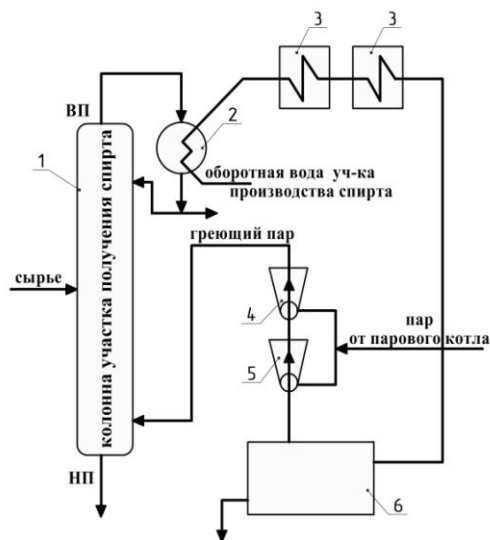 3
3
ВП
2
1
оборотная вода уч-ка
производства спирта
колонна участка получения спирта
греющий пар
сырье
4
пар
от парового котла
5
НП
6